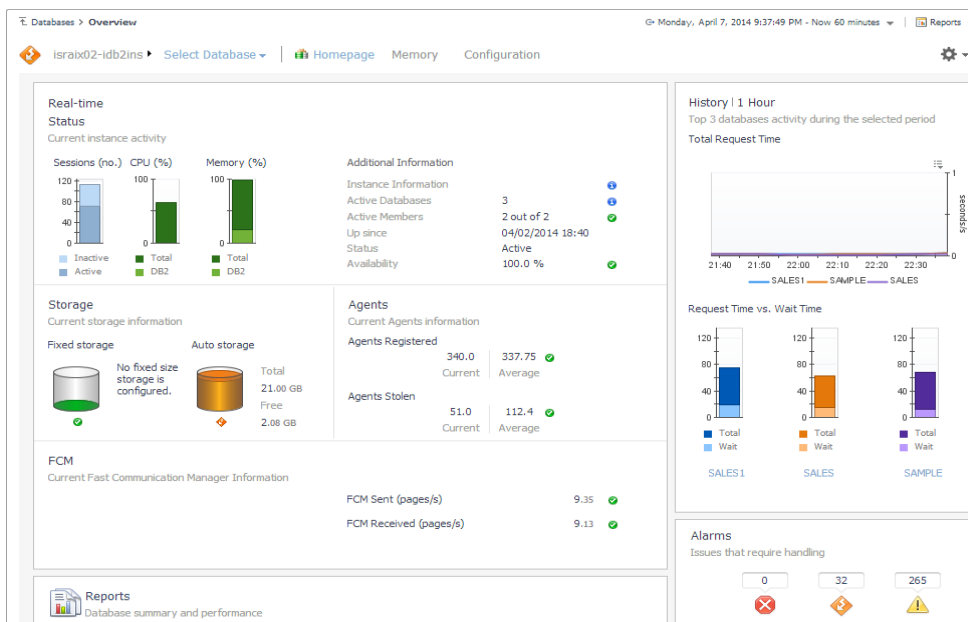 Databases > Overview
Monday, April 7, 2014 9:37:49 PM - Now 60 minutes
Reports
israix02-idb2ins
Select Database
Homepage
Memory
Configuration
Real-time
Status
Current instance activity
Sessions (no.)
CPU (%)
Memory (%)
120
80
40
0
100
0
100
0
Inactive
Active
Total
DB2
Total
DB2
Additional Information
Instance Information
Active Databases 3
Active Members 2 out of 2
Up since 04/02/2014 18:40
Status Active
Availability 100.0 %
Storage
Current storage information
Fixed storage
No fixed size
storage is
configured.
Auto storage
Total
21.00 GB
Free
2.08 GB
Agents
Current Agents information
Agents Registered
340.0 337.75
Current Average
Agents Stolen
51.0 112.4
Current Average
FCM
Current Fast Communication Manager Information
FCM Sent (pages/s) 9.35
FCM Received (pages/s) 9.13
Reports
Database summary and performance
History | 1 Hour
Top 3 databases activity during the selected period
Total Request Time
1
seconds/s
0
21:40 21:50 22:00 22:10 22:20 22:30
SALES1 SAMPLE SALES
Request Time vs. Wait Time
120
80
40
0
Total
Wait
SALES1
120
80
40
0
Total
Wait
SALES
120
80
40
0
Total
Wait
SAMPLE
Alarms
Issues that require handling
0 32 265